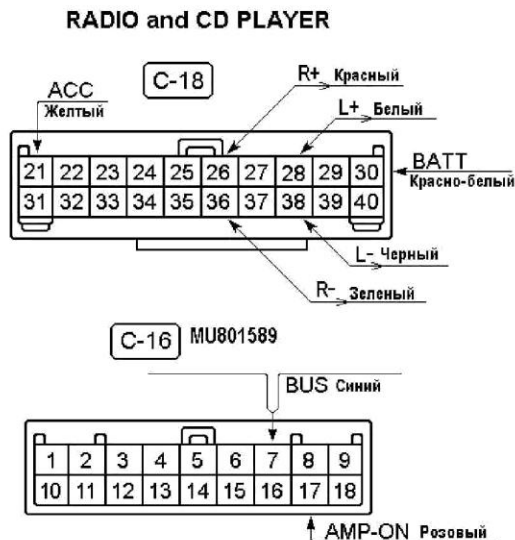 RADIO and CD PLAYER
C-18
R+ Красный
ACC
Желтый
L+ Белый
21 22 23 24 25 26 27 28 29 30
BATT
Красно-белый
31 32 33 34 35 36 37 38 39 40
L- Черный
R- Зеленый
C-16 MU801589
BUS Синий
1 2 3 4 5 6 7 8 9
10 11 12 13 14 15 16 17 18
AMP-ON Розовый